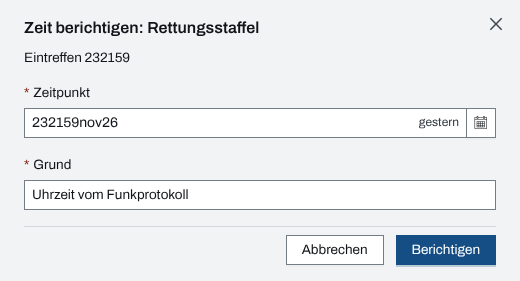 Zeit berichtigen: Rettungsstaffel
Eintreffen 232159
* Zeitpunkt
232159nov26 gestern
* Grund
Uhrzeit vom Funkprotokoll
Abbrechen Berichtigen